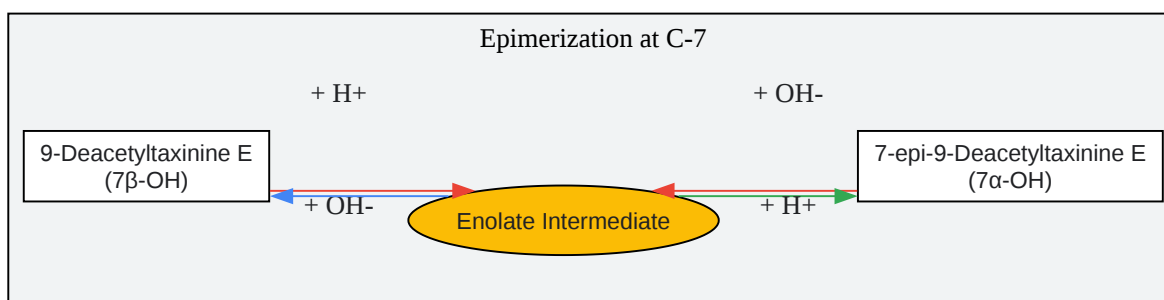 Epimerization at C-7
+ H+
+ OH-
9-Deacetyltaxinine E
(7β-OH)
7-epi-9-Deacetyltaxinine E
(7α-OH)
+ OH-
+ H+
Enolate Intermediate